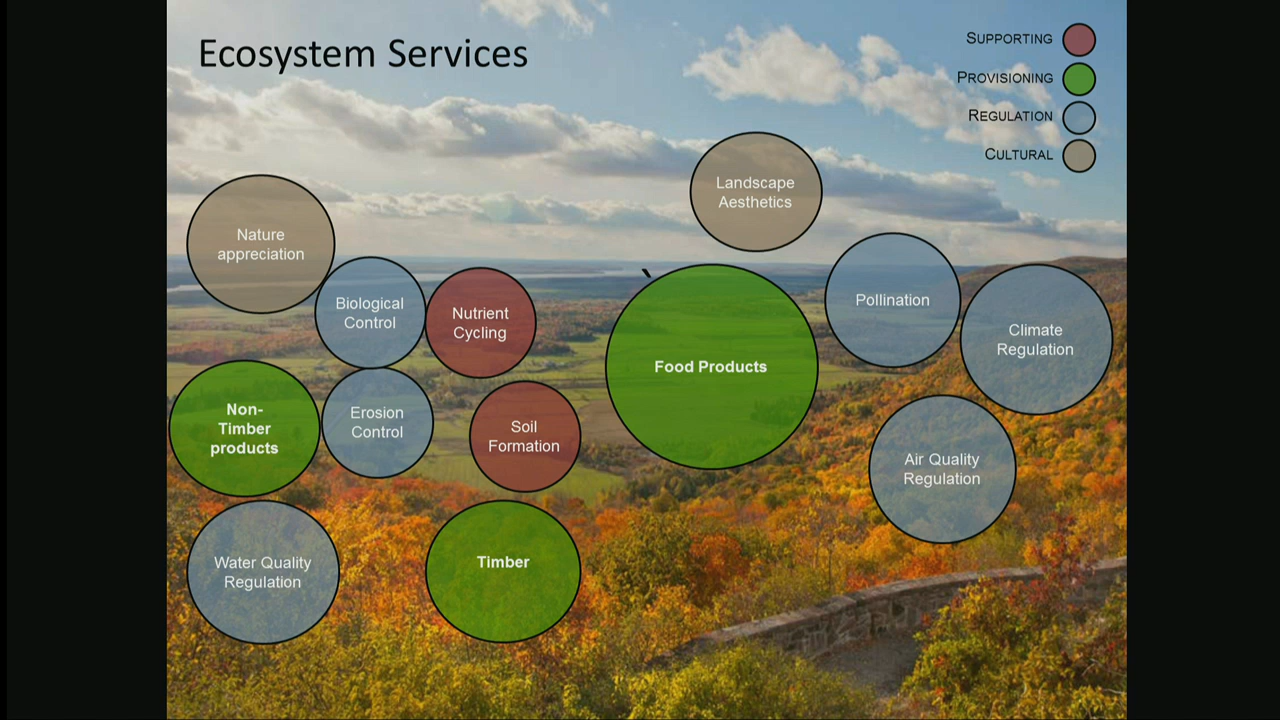 Ecosystem Services
SUPPORTING
PROVISIONING
REGULATION
CULTURAL
Landscape
Aesthetics
Nature
appreciation
Biological
Control
Nutrient
Cycling
Food Products
Pollination
Climate
Regulation
Non-
Timber
products
Erosion
Control
Soil
Formation
Air Quality
Regulation
Water Quality
Regulation
Timber